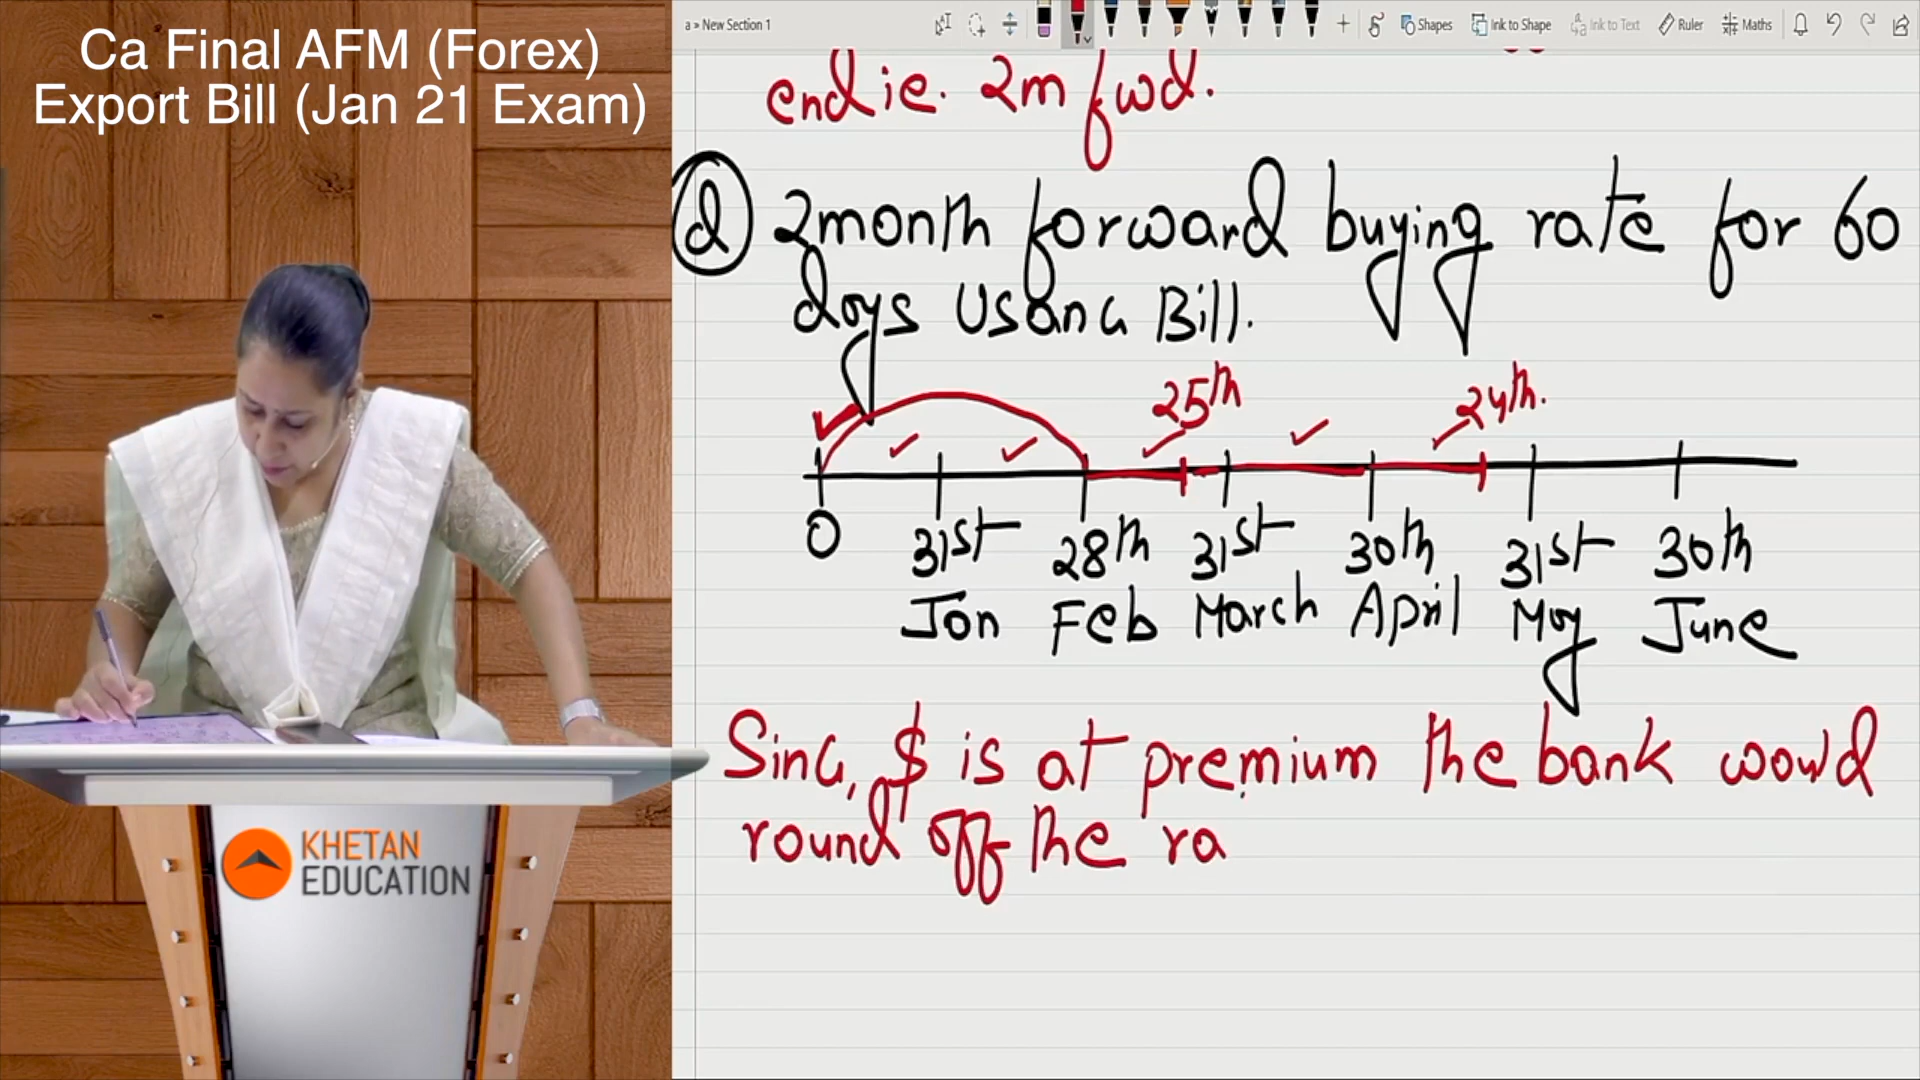 Ca Final AFM (Forex)
Export Bill (Jan 21 Exam)
a » New Section 1
Shapes
Ink to Shape
Ink to Text
Ruler
Maths
end ie. 2m fwd.
d 2month forward buying rate for 60
days Usance Bill.
25th 24th.
0 31st 28th 31st 30th 31st 30th
Jan Feb March April May June
Since, $ is at premium the bank would
round off the ra
KHETAN
EDUCATION